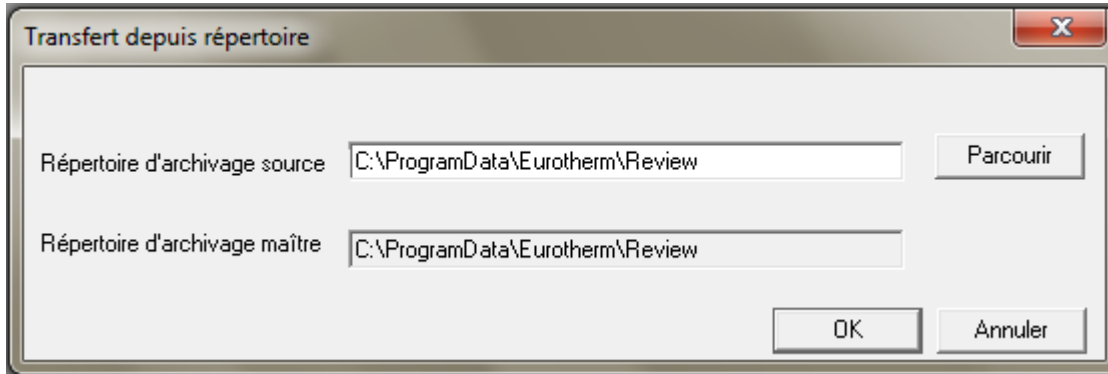 Transfert depuis répertoire
Répertoire d'archivage source C:\ProgramData\Eurotherm\Review Parcourir
Répertoire d'archivage maître C:\ProgramData\Eurotherm\Review
OK Annuler